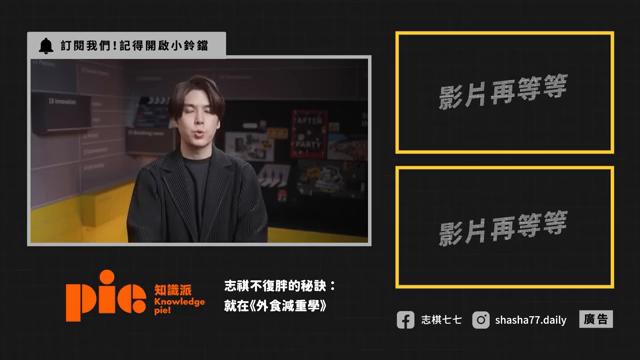 訂閱我們！記得開啟小鈴鐺
影片再等等
影片再等等
AFTER
PARTY
pie
知識派
Knowledge
pie!
志祺不復胖的秘訣：
就在《外食減重學》
志祺七七
shasha77.daily
廣告